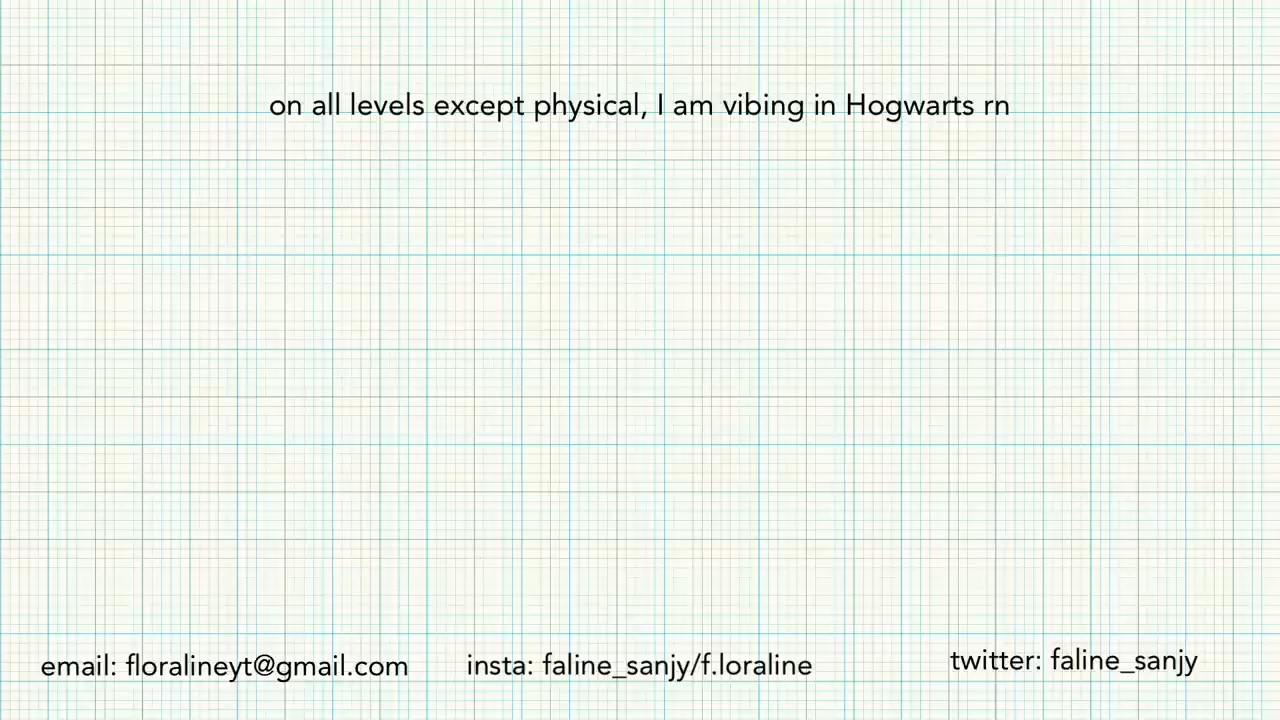 on all levels except physical, I am vibing in Hogwarts rn
email: floralineyt@gmail.com
insta: faline_sanjy/f.loraline
twitter: faline_sanjy